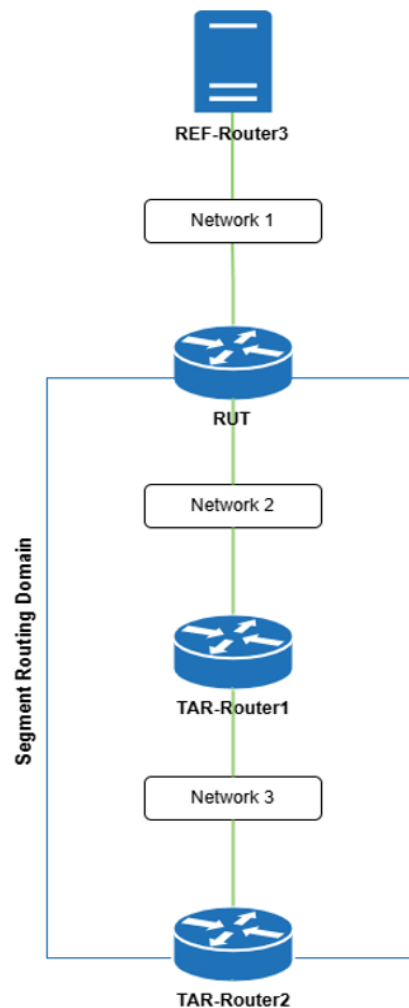 REF-Router3
Network 1
RUT
Network 2
Segment Routing Domain
TAR-Router1
Network 3
TAR-Router2